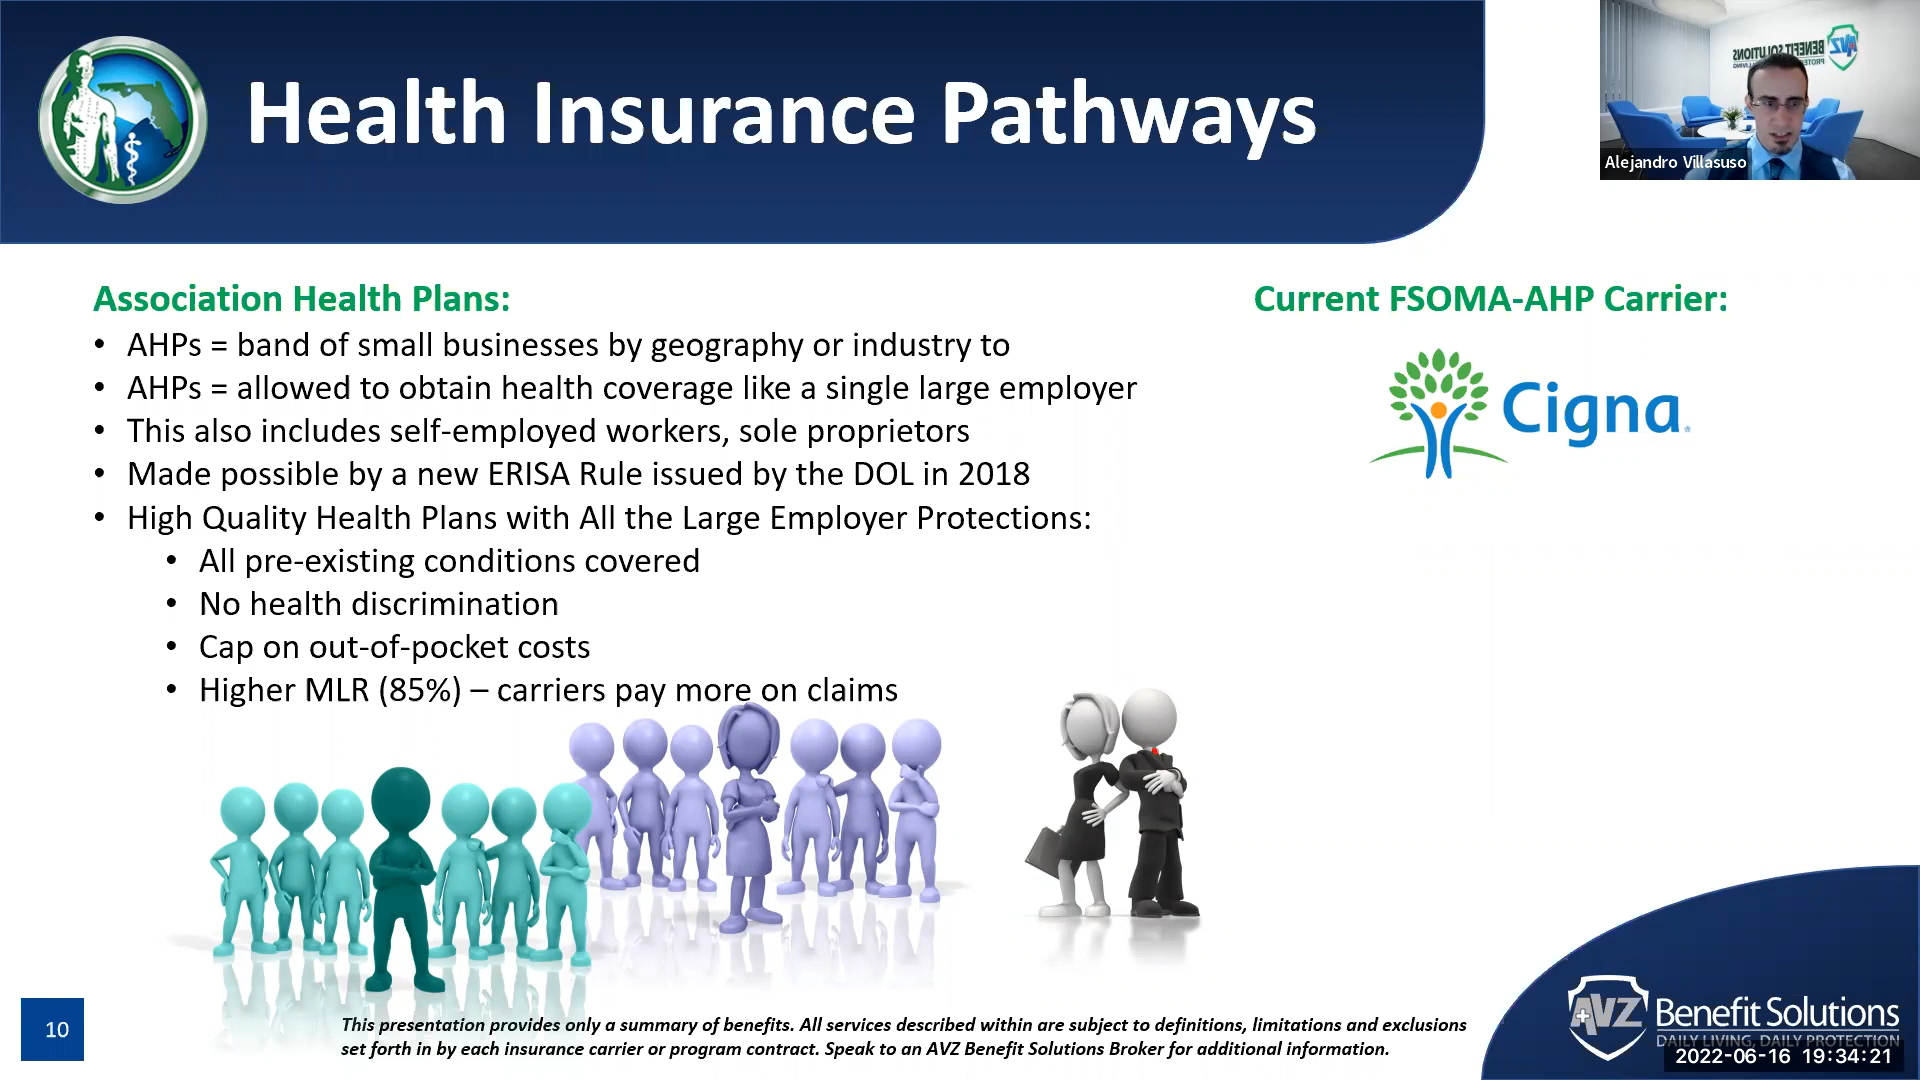 Health Insurance Pathways
BENEFIT SOLUTIONS
AVZ
Alejandro Villasuso
Association Health Plans:
• AHPs = band of small businesses by geography or industry to
• AHPs = allowed to obtain health coverage like a single large employer
• This also includes self-employed workers, sole proprietors
• Made possible by a new ERISA Rule issued by the DOL in 2018
• High Quality Health Plans with All the Large Employer Protections:
• All pre-existing conditions covered
• No health discrimination
• Cap on out-of-pocket costs
• Higher MLR (85%) – carriers pay more on claims
Current FSOMA-AHP Carrier:
Cigna
10
This presentation provides only a summary of benefits. All services described within are subject to definitions, limitations and exclusions
set forth in by each insurance carrier or program contract. Speak to an AVZ Benefit Solutions Broker for additional information.
AVZ Benefit Solutions
DAILY LIVING, DAILY PROTECTION
2022-06-16 19:34:21